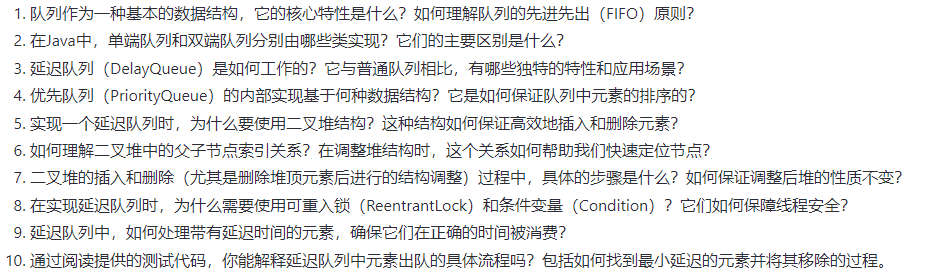 1. 队列作为一种基本的数据结构，它的核心特性是什么？如何理解队列的先进先出（FIFO）原则？
2. 在Java中，单端队列和双端队列分别由哪些类实现？它们的主要区别是什么？
3. 延迟队列（DelayQueue）是如何工作的？它与普通队列相比，有哪些独特的特性和应用场景？
4. 优先队列（PriorityQueue）的内部实现基于何种数据结构？它是如何保证队列中元素的排序的？
5. 实现一个延迟队列时，为什么要使用二叉堆结构？这种结构如何保证高效地插入和删除元素？
6. 如何理解二叉堆中的父子节点索引关系？在调整堆结构时，这个关系如何帮助我们快速定位节点？
7. 二叉堆的插入和删除（尤其是删除堆顶元素后进行的结构调整）过程中，具体的步骤是什么？如何保证调整后堆的性质不变？
8. 在实现延迟队列时，为什么需要使用可重入锁（ReentrantLock）和条件变量（Condition）？它们如何保障线程安全？
9. 延迟队列中，如何处理带有延迟时间的元素，确保它们在正确的时间被消费？
10. 通过阅读提供的测试代码，你能解释延迟队列中元素出队的具体流程吗？包括如何找到最小延迟的元素并将其移除的过程。